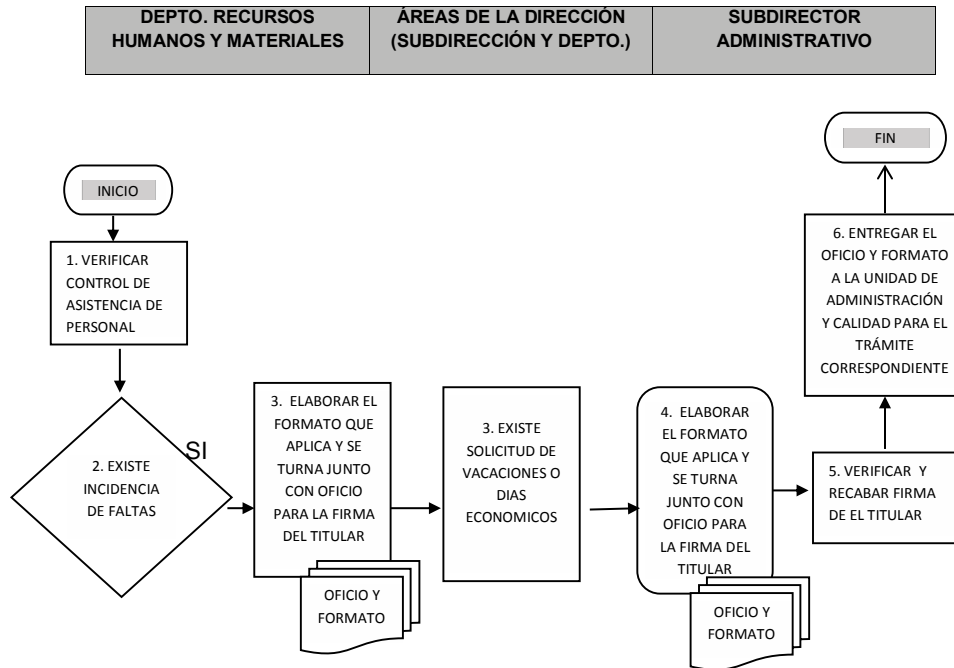 DEPTO. RECURSOS
HUMANOS Y MATERIALES
ÁREAS DE LA DIRECCIÓN
(SUBDIRECCIÓN Y DEPTO.)
SUBDIRECTOR
ADMINISTRATIVO
INICIO
1. VERIFICAR
CONTROL DE
ASISTENCIA DE
PERSONAL
2. EXISTE
INCIDENCIA
DE FALTAS
SI
3. ELABORAR EL
FORMATO QUE
APLICA Y SE
TURNA JUNTO
CON OFICIO
PARA LA FIRMA
DEL TITULAR
OFICIO Y
FORMATO
3. EXISTE
SOLICITUD DE
VACACIONES O
DIAS
ECONOMICOS
4. ELABORAR
EL FORMATO
QUE APLICA Y
SE TURNA
JUNTO CON
OFICIO PARA
LA FIRMA DEL
TITULAR
OFICIO Y
FORMATO
5. VERIFICAR Y
RECABAR FIRMA
DE EL TITULAR
6. ENTREGAR EL
OFICIO Y FORMATO
A LA UNIDAD DE
ADMINISTRACIÓN
Y CALIDAD PARA EL
TRÁMITE
CORRESPONDIENTE
FIN